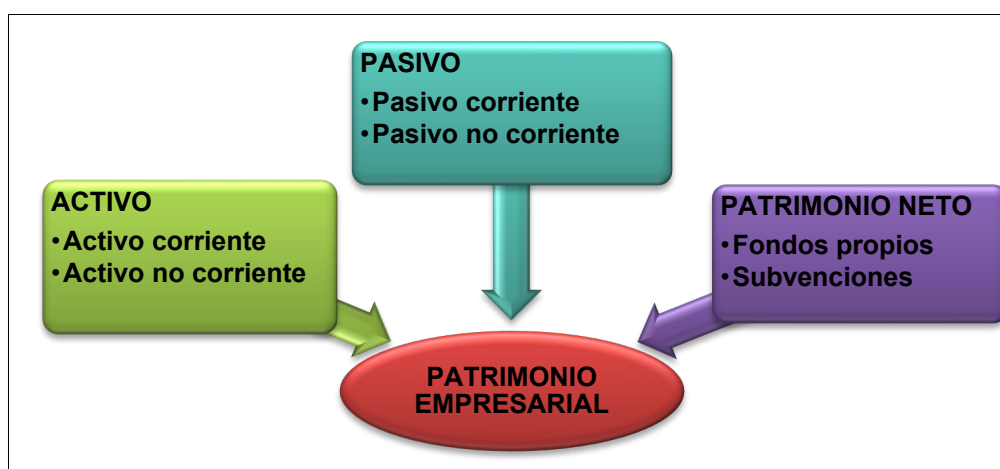 PASIVO
•Pasivo corriente
•Pasivo no corriente
ACTIVO
•Activo corriente
•Activo no corriente
PATRIMONIO NETO
•Fondos propios
•Subvenciones
PATRIMONIO
EMPRESARIAL